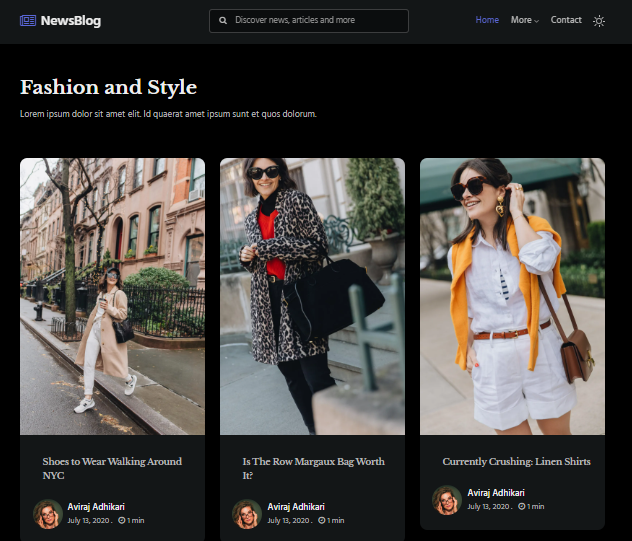 NewsBlog
Discover news, articles and more
Home
More
Contact
Fashion and Style
Lorem ipsum dolor sit amet elit. Id quaerat amet ipsum sunt et quos dolorum.
Shoes to Wear Walking Around
NYC
Aviraj Adhikari
July 13, 2020 . 1 min
Is The Row Margaux Bag Worth
It?
Aviraj Adhikari
July 13, 2020 . 1 min
Currently Crushing: Linen Shirts
Aviraj Adhikari
July 13, 2020 . 1 min